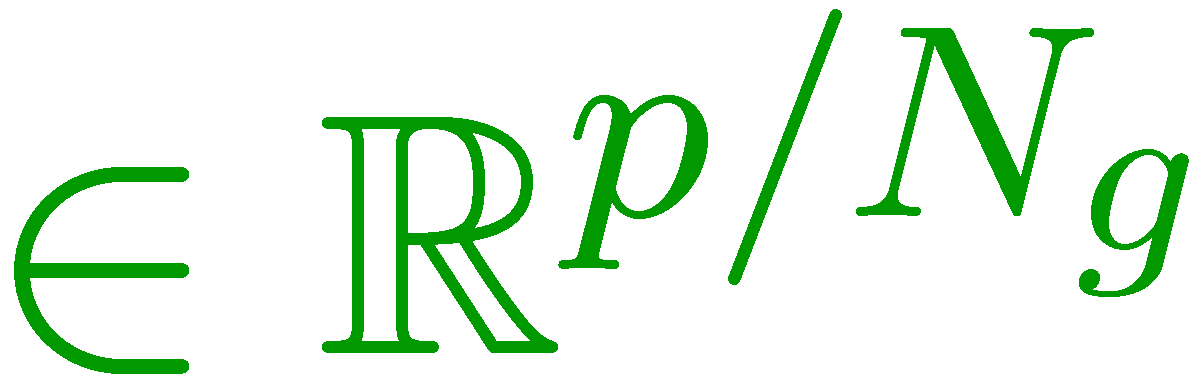 ∈ ℝ^{p/N_g}